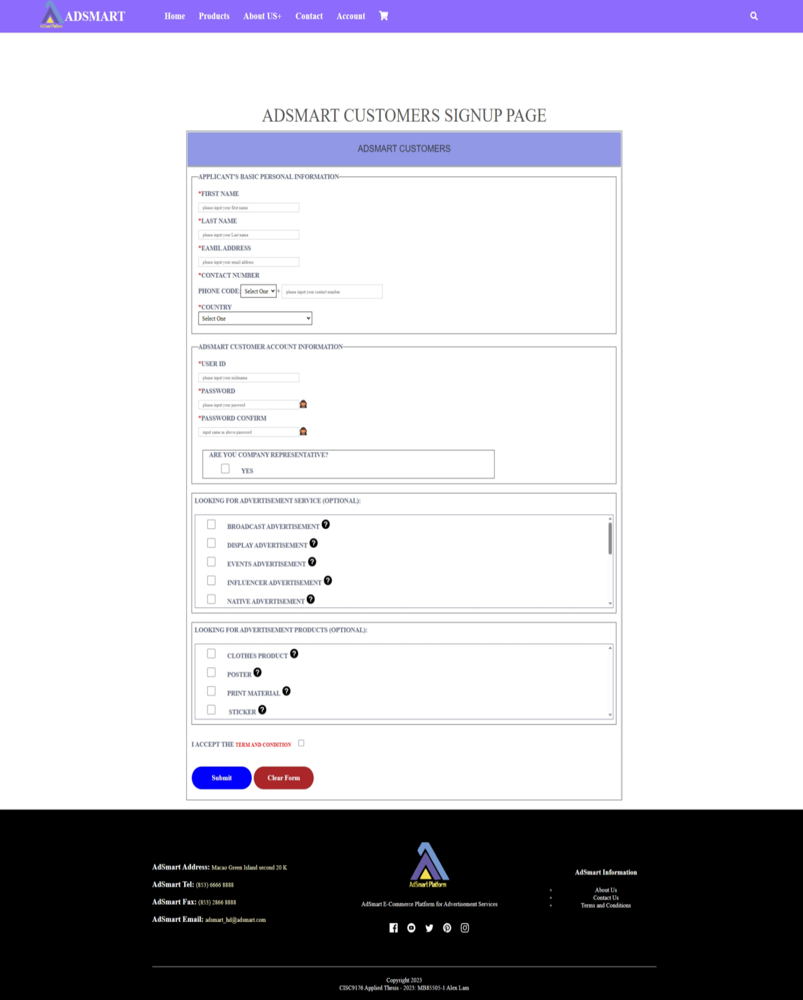 AdSmart Platform
ADSMART
Home Products About US+ Contact Account
ADSMART CUSTOMERS SIGNUP PAGE
ADSMART CUSTOMERS
APPLICANT'S BASIC PERSONAL INFORMATION
*FIRST NAME
please input your first name
*LAST NAME
please input your Last name
*EAMIL ADDRESS
please input your email address
*CONTACT NUMBER
PHONE CODE: Select One + please input your contact number
*COUNTRY
Select One
ADSMART CUSTOMER ACCOUNT INFORMATION
*USER ID
please input your nickname
*PASSWORD
please input your pasword
*PASSWORD CONFIRM
input same as above password
ARE YOU COMPANY REPRESENTATIVE?
YES
LOOKING FOR ADVERTISEMENT SERVICE (OPTIONAL):
BROADCAST ADVERTISEMENT ?
DISPLAY ADVERTISEMENT ?
EVENTS ADVERTISEMENT ?
INFLUENCER ADVERTISEMENT ?
NATIVE ADVERTISEMENT ?
LOOKING FOR ADVERTISEMENT PRODUCTS (OPTIONAL):
CLOTHES PRODUCT ?
POSTER ?
PRINT MATERIAL ?
STICKER ?
I ACCEPT THE TERM AND CONDITION
Submit Clear Form
AdSmart Address: Macao Green Island second 20 K
AdSmart Tel: (853) 6666 8888
AdSmart Fax: (853) 2866 8888
AdSmart Email: adsmart_hd@adsmart.com
AdSmart Platform
AdSmart E-Commerce Platform for Advertisement Services
AdSmart Information
About Us
Contact Us
Terms and Conditions
Copyright 2023
CISC9176 Applied Thesis - 2023: MB85505-1 Alex Lam